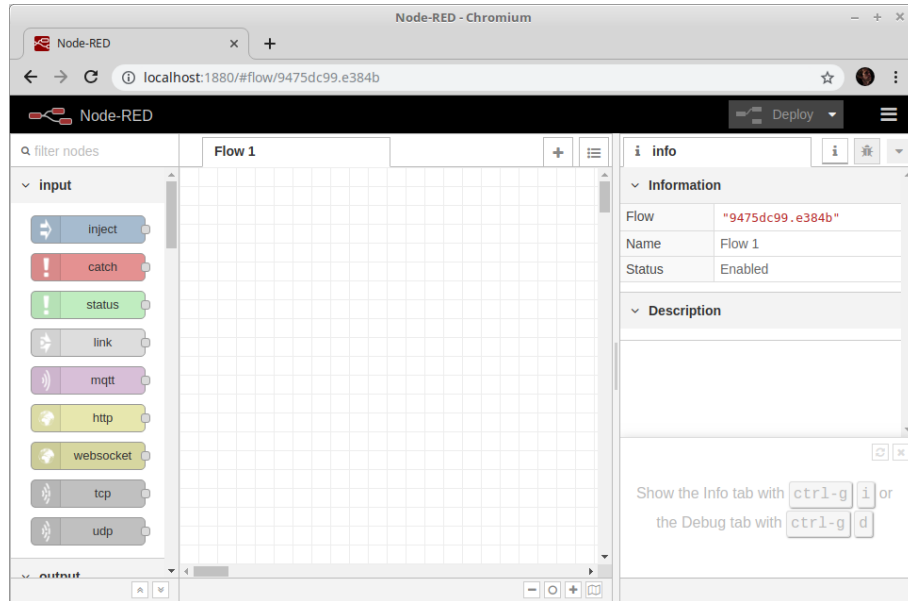 Node-RED - Chromium
Node-RED
localhost:1880/#flow/9475dc99.e384b
Node-RED
Deploy
filter nodes
input
inject
catch
status
link
mqtt
http
websocket
tcp
udp
output
Flow 1
info
Information
Flow "9475dc99.e384b"
Name Flow 1
Status Enabled
Description
Show the Info tab with ctrl-g i or
the Debug tab with ctrl-g d